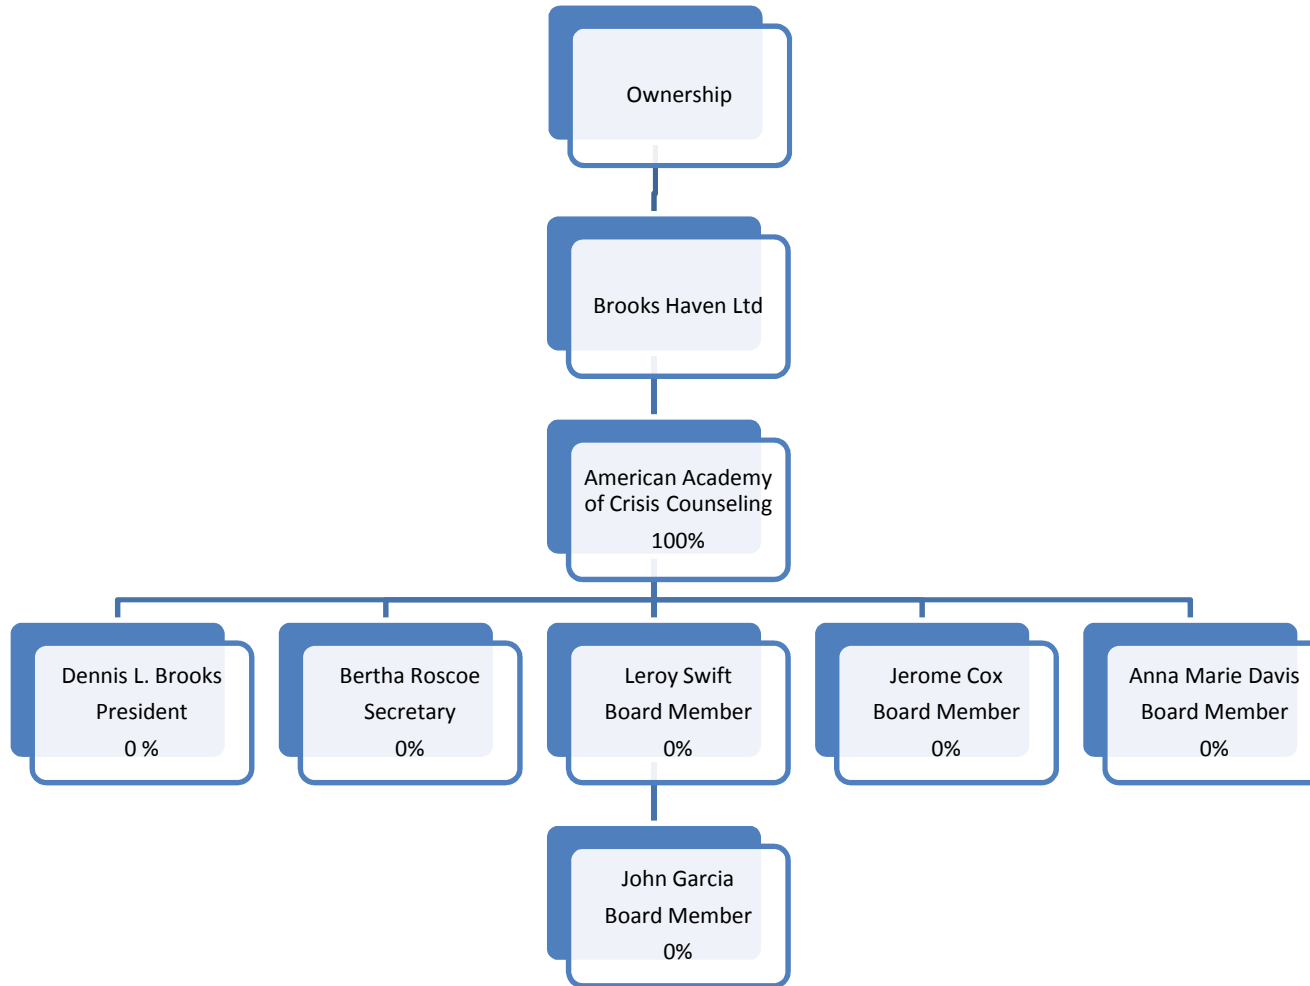 Ownership
Brooks Haven Ltd
American Academy
of Crisis Counseling
100%
Dennis L. Brooks
President
0 %
Bertha Roscoe
Secretary
0%
Leroy Swift
Board Member
0%
Jerome Cox
Board Member
0%
Anna Marie Davis
Board Member
0%
John Garcia
Board Member
0%